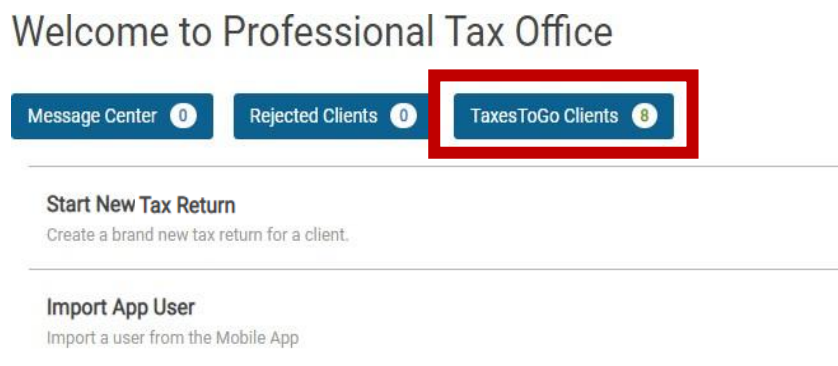 Welcome to Professional Tax Office
Message Center 0 Rejected Clients 0 TaxesToGo Clients 8
Start New Tax Return
Create a brand new tax return for a client.
Import App User
Import a user from the Mobile App